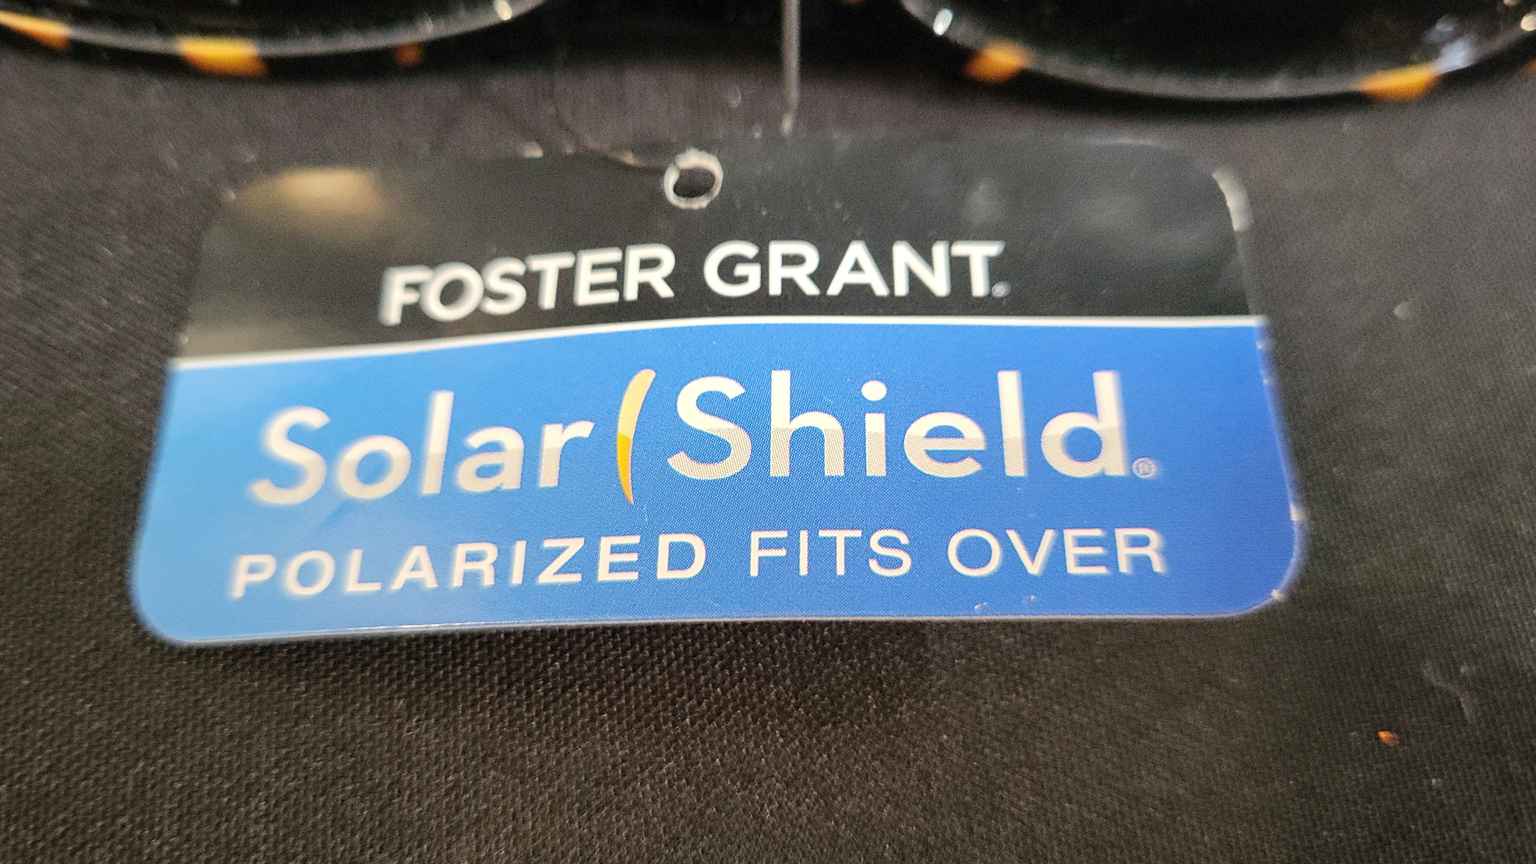 FOSTER GRANT.
Solar Shield®
POLARIZED FITS OVER